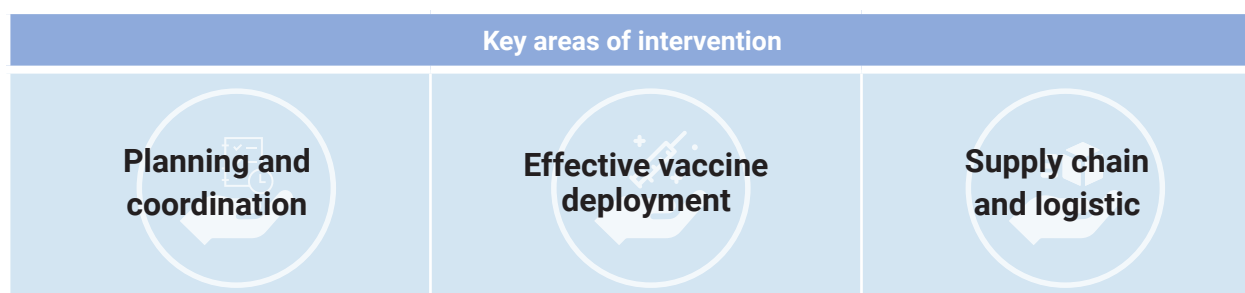 Key areas of intervention
Planning and
coordination
Effective vaccine
deployment
Supply chain
and logistic